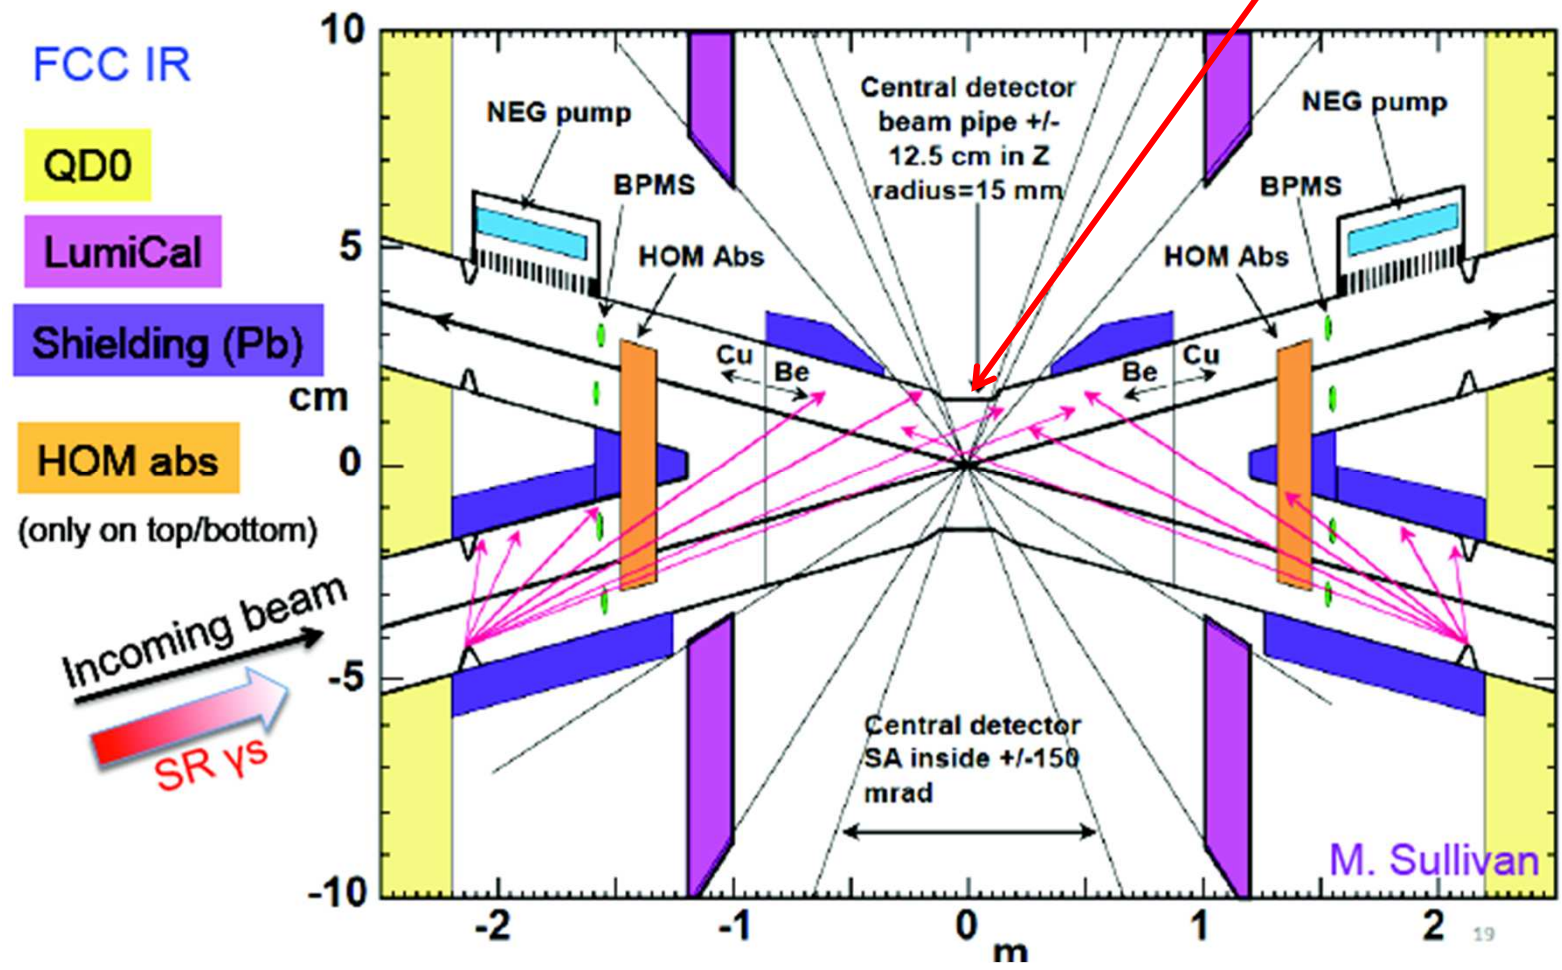 FCC IR
QD0
LumiCal
Shielding (Pb)
HOM abs
(only on top/bottom)
Incoming beam
SR γs
10
5
cm
0
-5
-10
NEG pump
BPMS
HOM Abs
Central detector
beam pipe +/-
12.5 cm in Z
radius=15 mm
NEG pump
BPMS
HOM Abs
Cu
Be
Be
Cu
Central detector
SA inside +/-150
mrad
M. Sullivan
-2
-1
0
1
2
m
19